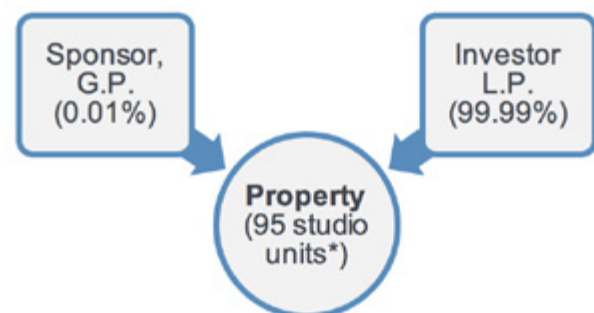 Sponsor,
G.P.
(0.01%)
Investor
L.P.
(99.99%)
Property
(95 studio
units*)